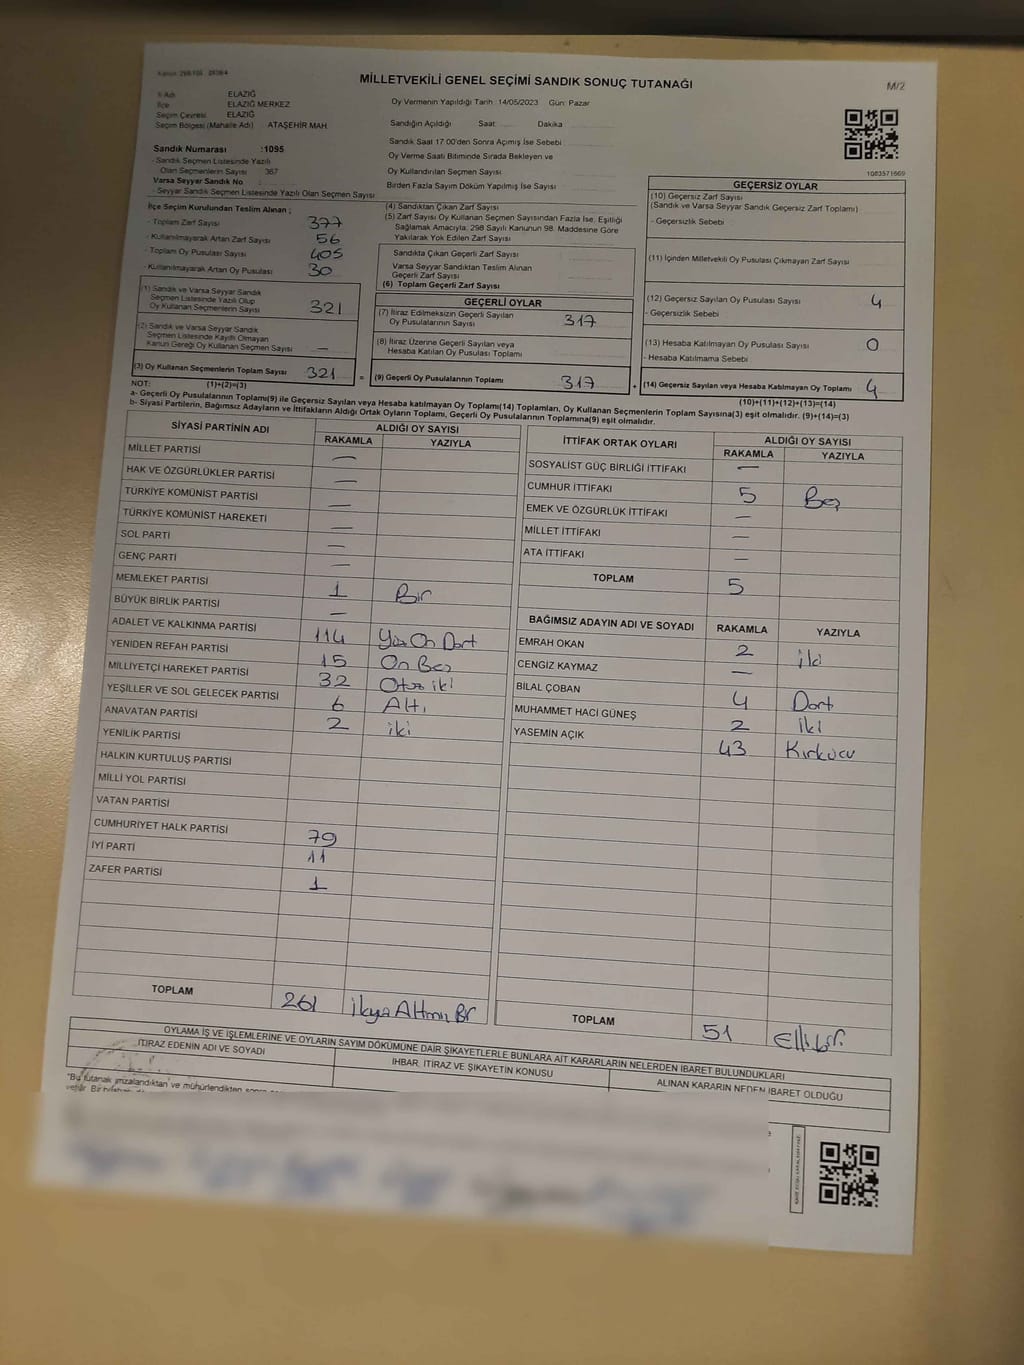 MİLLETVEKİLİ GENEL SEÇİMİ SANDIK SONUÇ TUTANAĞI
M/2
İl Adı ELAZIĞ
İlçe ELAZIĞ MERKEZ
Seçim Çevresi ELAZIĞ
Seçim Bölgesi (Mahalle Adı) ATAŞEHİR MAH.
Oy Vermenin Yapıldığı Tarih :14/05/2023 Gün: Pazar
Sandığın Açıldığı Saat Dakika
Sandık Saat 17:00'den Sonra Açımış İse Sebebi
Oy Verme Saati Bitiminde Sırada Bekleyen ve
Oy Kullandırılan Seçmen Sayısı
Birden Fazla Sayım Döküm Yapılmış İse Sayısı
Sandık Numarası :1095
- Sandık Seçmen Listesinde Yazılı
Olan Seçmenlerin Sayısı 367
Varsa Seyyar Sandık No
- Seyyar Sandık Seçmen Listesinde Yazılı Olan Seçmen Sayısı
1083571669
İlçe Seçim Kurulundan Teslim Alınan ;
- Toplam Zarf Sayısı 377
- Kullanılmayarak Artan Zarf Sayısı 56
- Toplam Oy Pusulası Sayısı 405
- Kullanılmayarak Artan Oy Pusulası 30
(1) Sandık ve Varsa Seyyar Sandık
Seçmen Listesinde Yazılı Olup
Oy Kullanan Seçmenlerin Sayısı 321
(2) Sandık ve Varsa Seyyar Sandık
Seçmen Listesinde Kayıtlı Olmayan
Kanun Gereği Oy Kullanan Seçmen Sayısı —
(3) Oy Kullanan Seçmenlerin Toplam Sayısı 321 =
(4) Sandıktan Çıkan Zarf Sayısı
(5) Zarf Sayısı Oy Kullanan Seçmen Sayısından Fazla İse, Eşitliği
Sağlamak Amacıyla; 298 Sayılı Kanunun 98. Maddesine Göre
Yakılarak Yok Edilen Zarf Sayısı
Sandıkta Çıkan Geçerli Zarf Sayısı
Varsa Seyyar Sandıktan Teslim Alınan
Geçerli Zarf Sayısı
(6) Toplam Geçerli Zarf Sayısı
GEÇERLİ OYLAR
(7) İtiraz Edilmeksizin Geçerli Sayılan
Oy Pusulalarının Sayısı 317
(8) İtiraz Üzerine Geçerli Sayılan veya
Hesaba Katılan Oy Pusulası Toplamı
(9) Geçerli Oy Pusulalarının Toplamı 317 +
GEÇERSİZ OYLAR
(10) Geçersiz Zarf Sayısı
(Sandık ve Varsa Seyyar Sandık Geçersiz Zarf Toplamı)
- Geçersizlik Sebebi
(11) İçinden Milletvekili Oy Pusulası Çıkmayan Zarf Sayısı
(12) Geçersiz Sayılan Oy Pusulası Sayısı 4
- Geçersizlik Sebebi
(13) Hesaba Katılmayan Oy Pusulası Sayısı 0
- Hesaba Katılmama Sebebi
(14) Geçersiz Sayılan veya Hesaba Katılmayan Oy Toplamı 4
NOT: (1)+(2)=(3) (10)+(11)+(12)+(13)=(14)
a- Geçerli Oy Pusulalarının Toplamı(9) ile Geçersiz Sayılan veya Hesaba katılmayan Oy Toplamı(14) Toplamları, Oy Kullanan Seçmenlerin Toplam Sayısına(3) eşit olmalıdır. (9)+(14)=(3)
b- Siyasi Partilerin, Bağımsız Adayların ve İttifakların Aldığı Ortak Oyların Toplamı, Geçerli Oy Pusulalarının Toplamına(9) eşit olmalıdır.
SİYASİ PARTİNİN ADI ALDIĞI OY SAYISI
RAKAMLA YAZIYLA
MİLLET PARTİSİ —
HAK VE ÖZGÜRLÜKLER PARTİSİ —
TÜRKİYE KOMÜNİST PARTİSİ —
TÜRKİYE KOMÜNİST HAREKETİ —
SOL PARTİ —
GENÇ PARTİ —
MEMLEKET PARTİSİ 1 Bir
BÜYÜK BİRLİK PARTİSİ —
ADALET VE KALKINMA PARTİSİ 114 Yüz On Dört
YENİDEN REFAH PARTİSİ 15 On Beş
MİLLİYETÇİ HAREKET PARTİSİ 32 Otuz iki
YEŞİLLER VE SOL GELECEK PARTİSİ 6 Altı
ANAVATAN PARTİSİ 2 iki
YENİLİK PARTİSİ
HALKIN KURTULUŞ PARTİSİ
MİLLİ YOL PARTİSİ
VATAN PARTİSİ
CUMHURİYET HALK PARTİSİ 79
İYİ PARTİ 11
ZAFER PARTİSİ 1
TOPLAM 261 İkyüz Altmış Bir
İTTİFAK ORTAK OYLARI ALDIĞI OY SAYISI
RAKAMLA YAZIYLA
SOSYALİST GÜÇ BİRLİĞİ İTTİFAKI —
CUMHUR İTTİFAKI 5 Beş
EMEK VE ÖZGÜRLÜK İTTİFAKI —
MİLLET İTTİFAKI —
ATA İTTİFAKI —
TOPLAM 5
BAĞIMSIZ ADAYIN ADI VE SOYADI RAKAMLA YAZIYLA
EMRAH OKAN 2 iki
CENGİZ KAYMAZ —
BİLAL ÇOBAN 4 Dört
MUHAMMET HACİ GÜNEŞ 2 İki
YASEMİN AÇIK 43 Kırküç
TOPLAM 51 Ellibir
OYLAMA İŞ VE İŞLEMLERİNE VE OYLARIN SAYIM DÖKÜMÜNE DAİR ŞİKAYETLERLE BUNLARA AİT KARARLARIN NELERDEN İBARET BULUNDUKLARI
İTİRAZ EDENİN ADI VE SOYADI
İHBAR, İTİRAZ VE ŞİKAYETİN KONUSU
ALINAN KARARIN NEDEN İBARET OLDUĞU
"Bu tutanak imzalandıktan ve mühürlendikten sonra